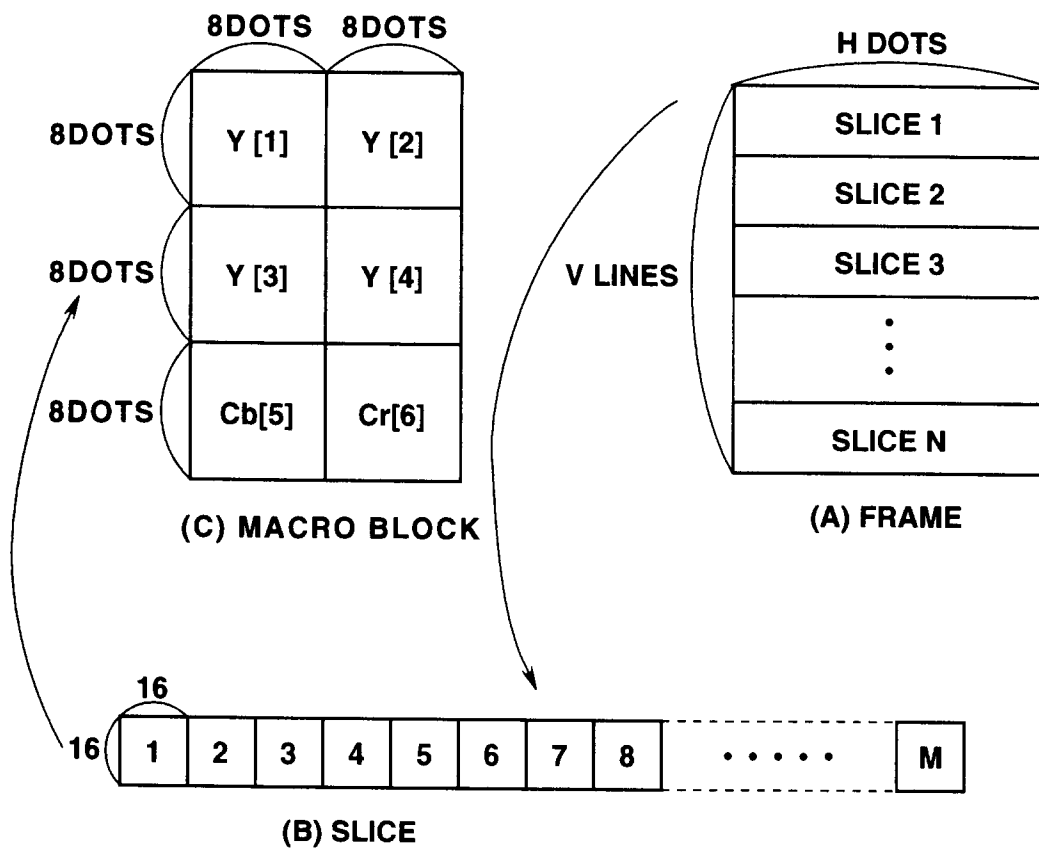 8DOTS 8DOTS
8DOTS
Y [1] Y [2]
8DOTS
Y [3] Y [4]
8DOTS
Cb[5] Cr[6]
(C) MACRO BLOCK
H DOTS
V LINES
SLICE 1
SLICE 2
SLICE 3
SLICE N
(A) FRAME
16
16
1 2 3 4 5 6 7 8 • • • • • M
(B) SLICE